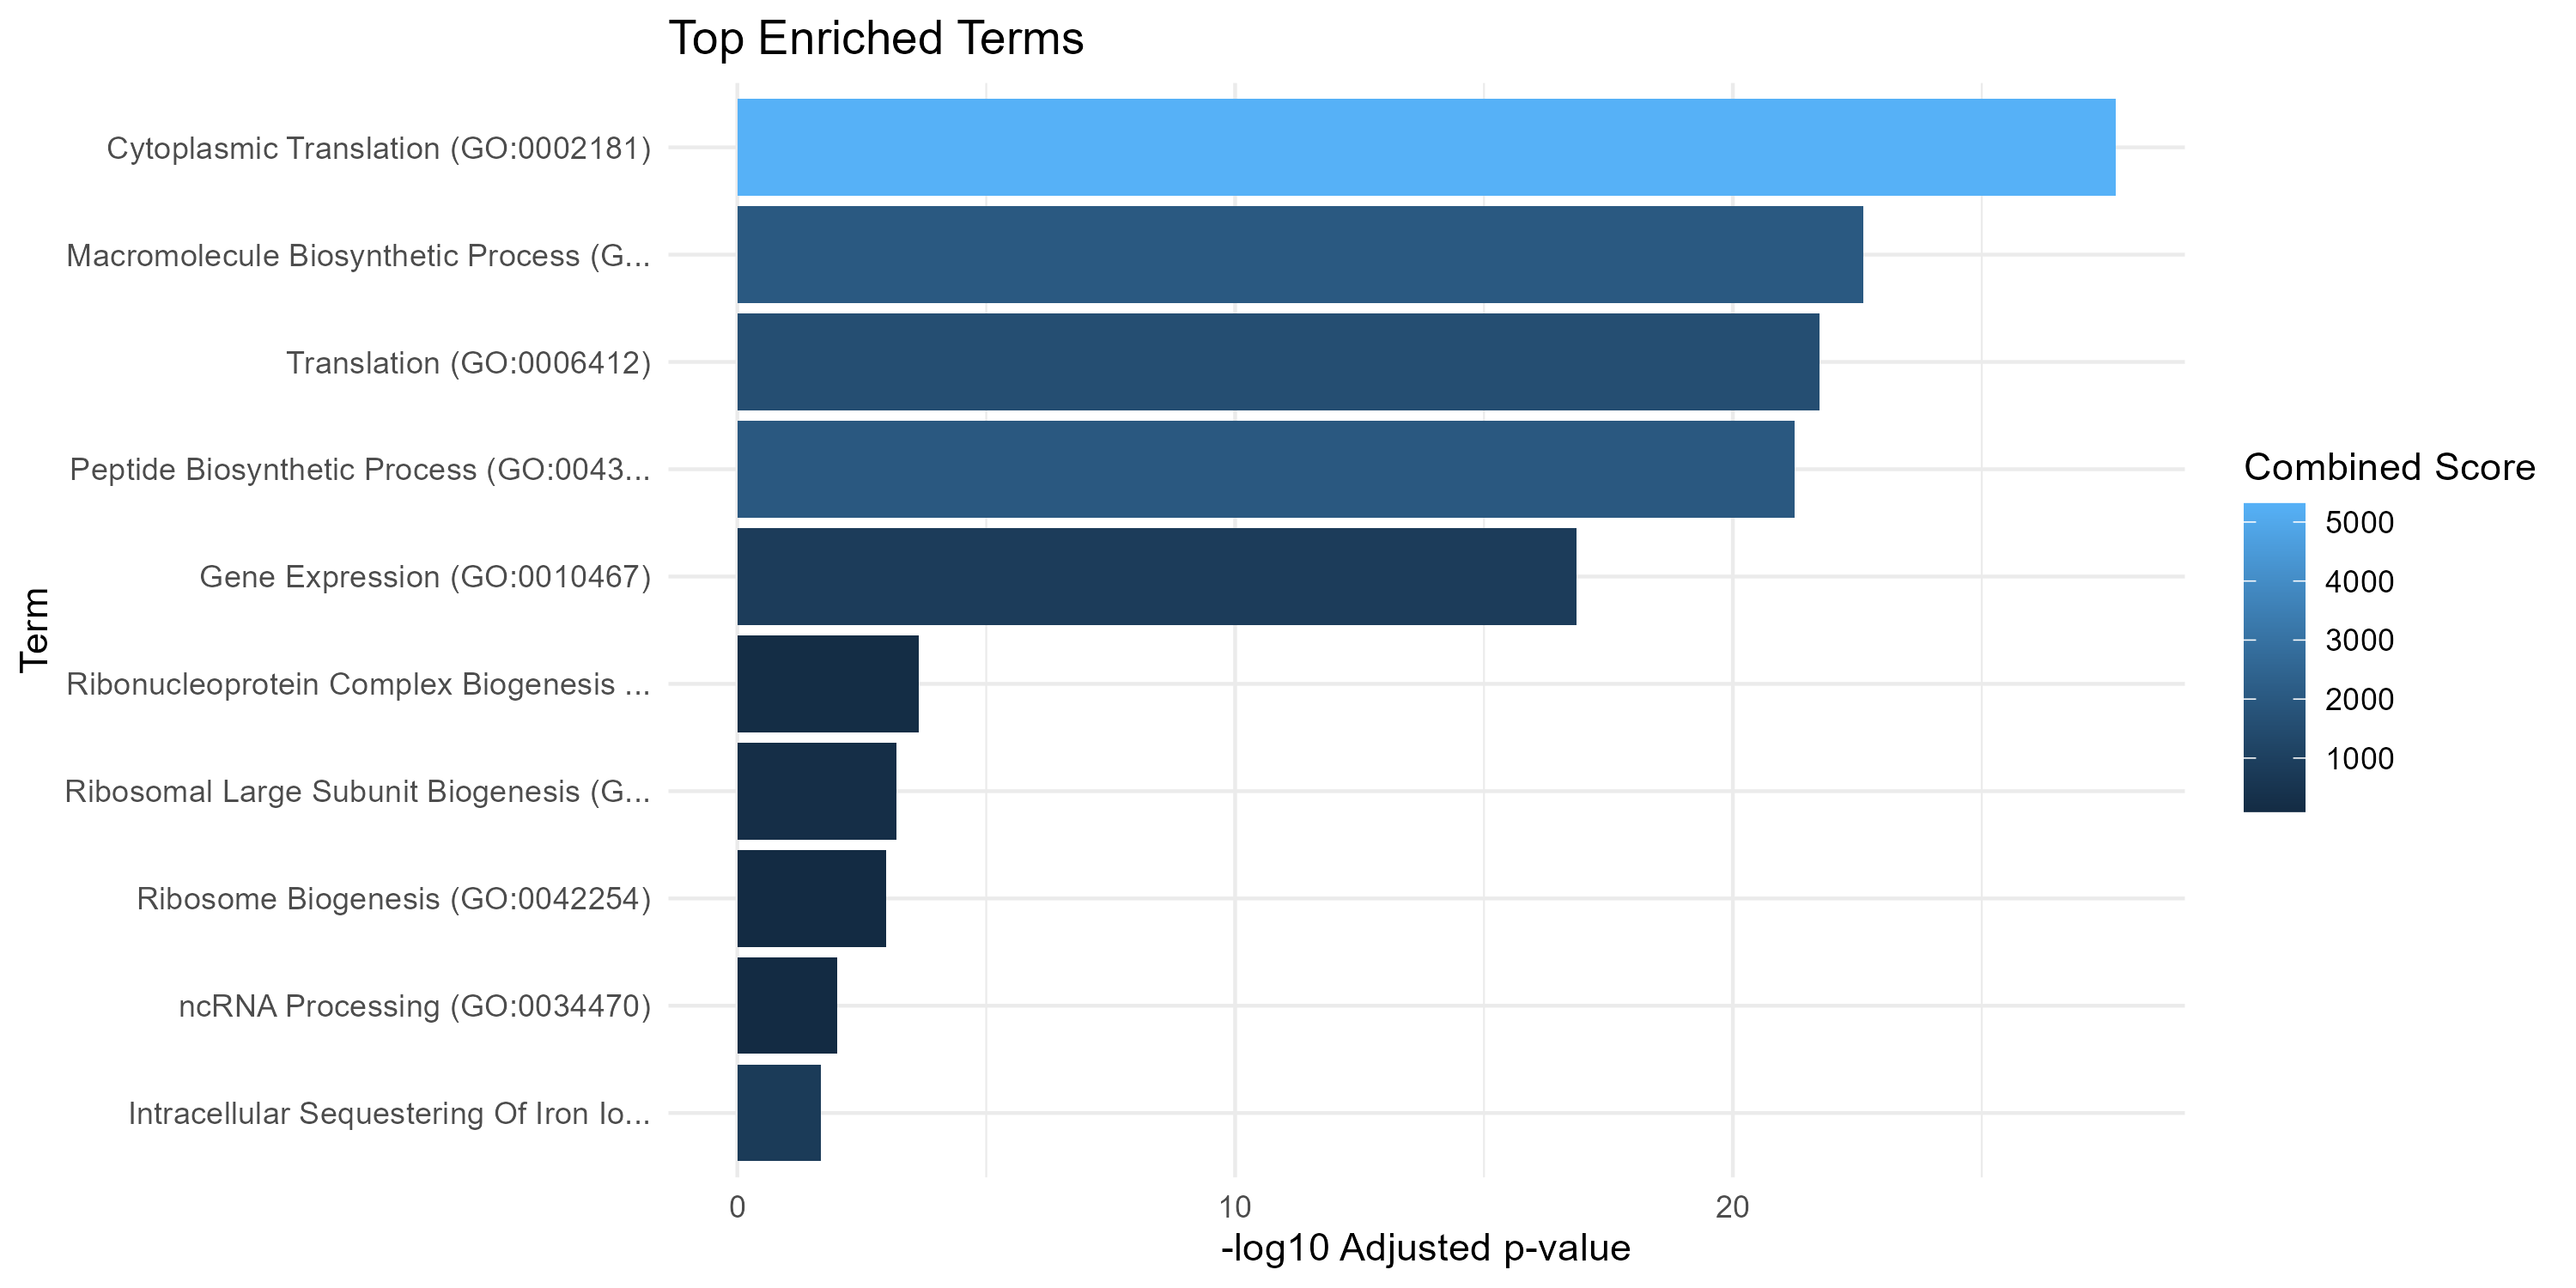 Top Enriched Terms
Term
Cytoplasmic Translation (GO:0002181)
Macromolecule Biosynthetic Process (G...
Translation (GO:0006412)
Peptide Biosynthetic Process (GO:0043...
Gene Expression (GO:0010467)
Ribonucleoprotein Complex Biogenesis ...
Ribosomal Large Subunit Biogenesis (G...
Ribosome Biogenesis (GO:0042254)
ncRNA Processing (GO:0034470)
Intracellular Sequestering Of Iron Io...
0 10 20
-log10 Adjusted p-value
Combined Score
5000
4000
3000
2000
1000